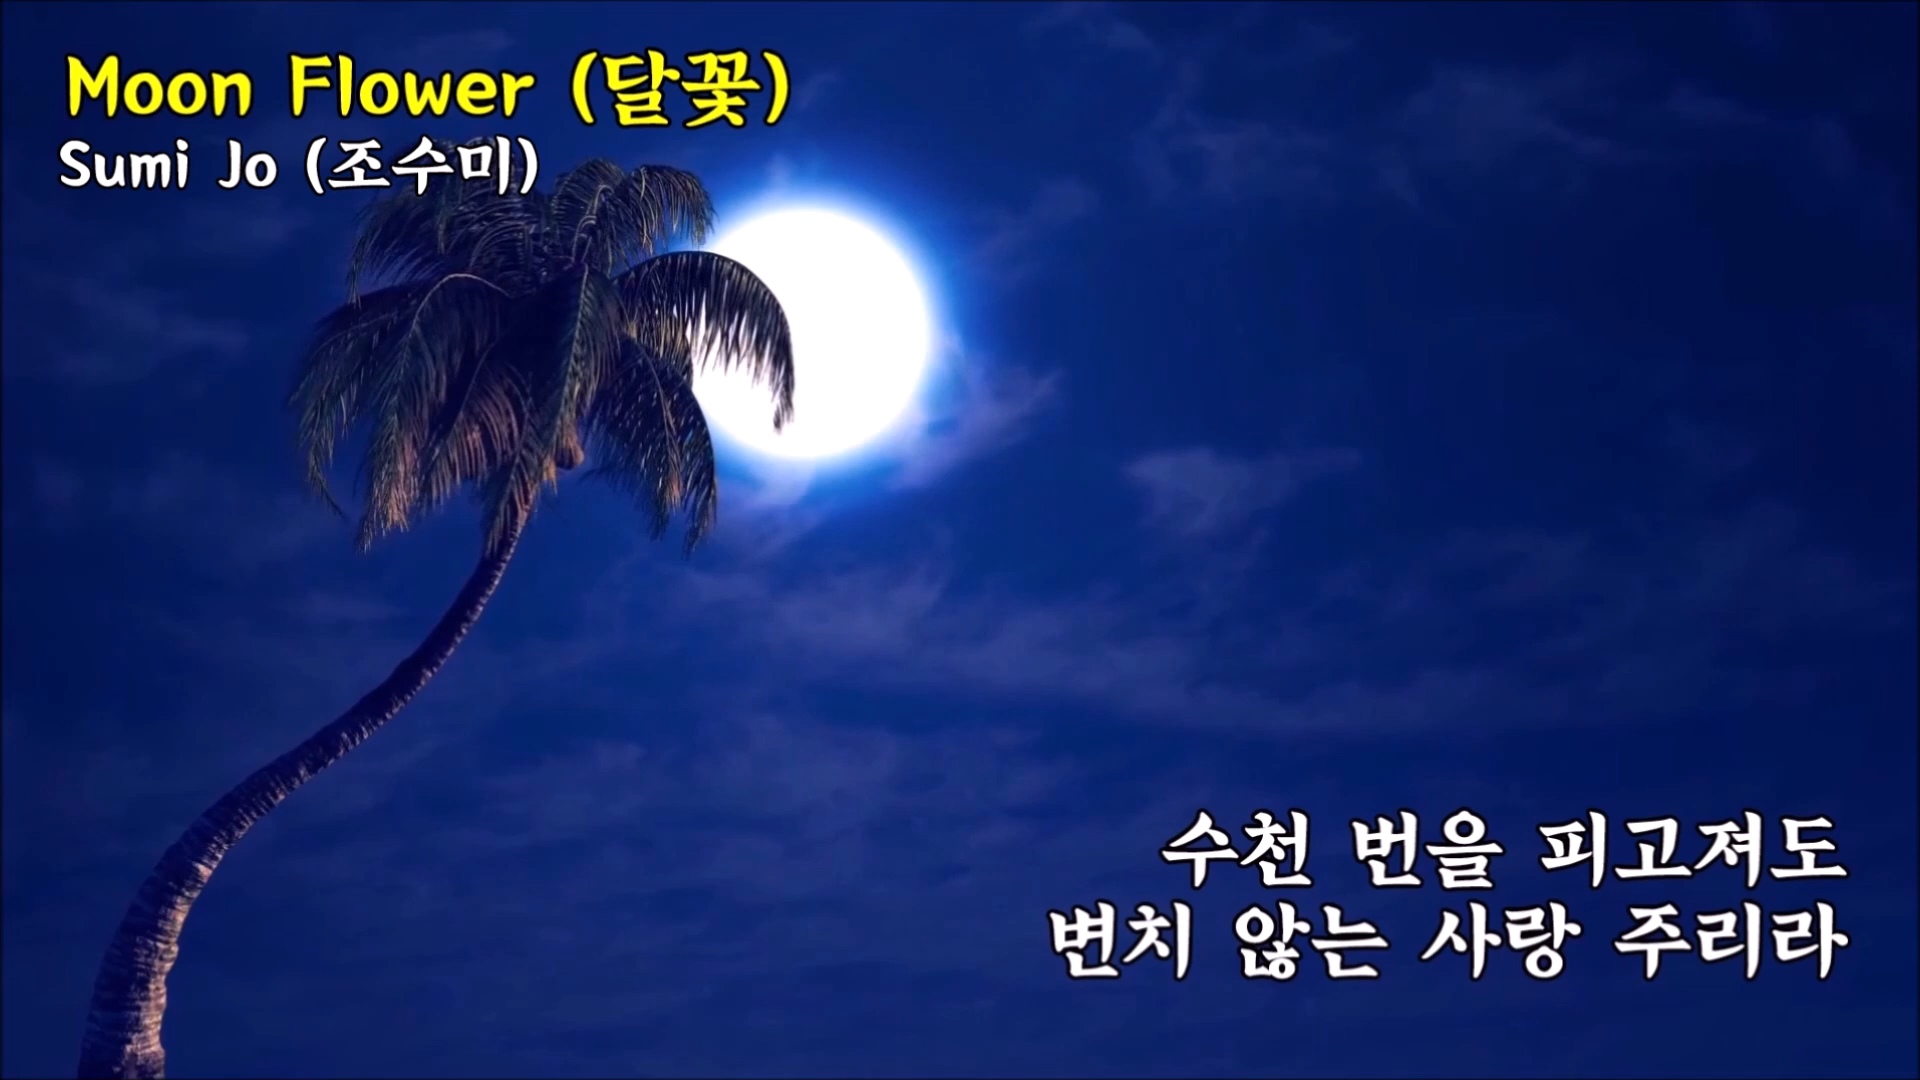 Moon Flower (달꽃)
Sumi Jo (조수미)
수천 번을 피고져도
변치 않는 사랑 주리라